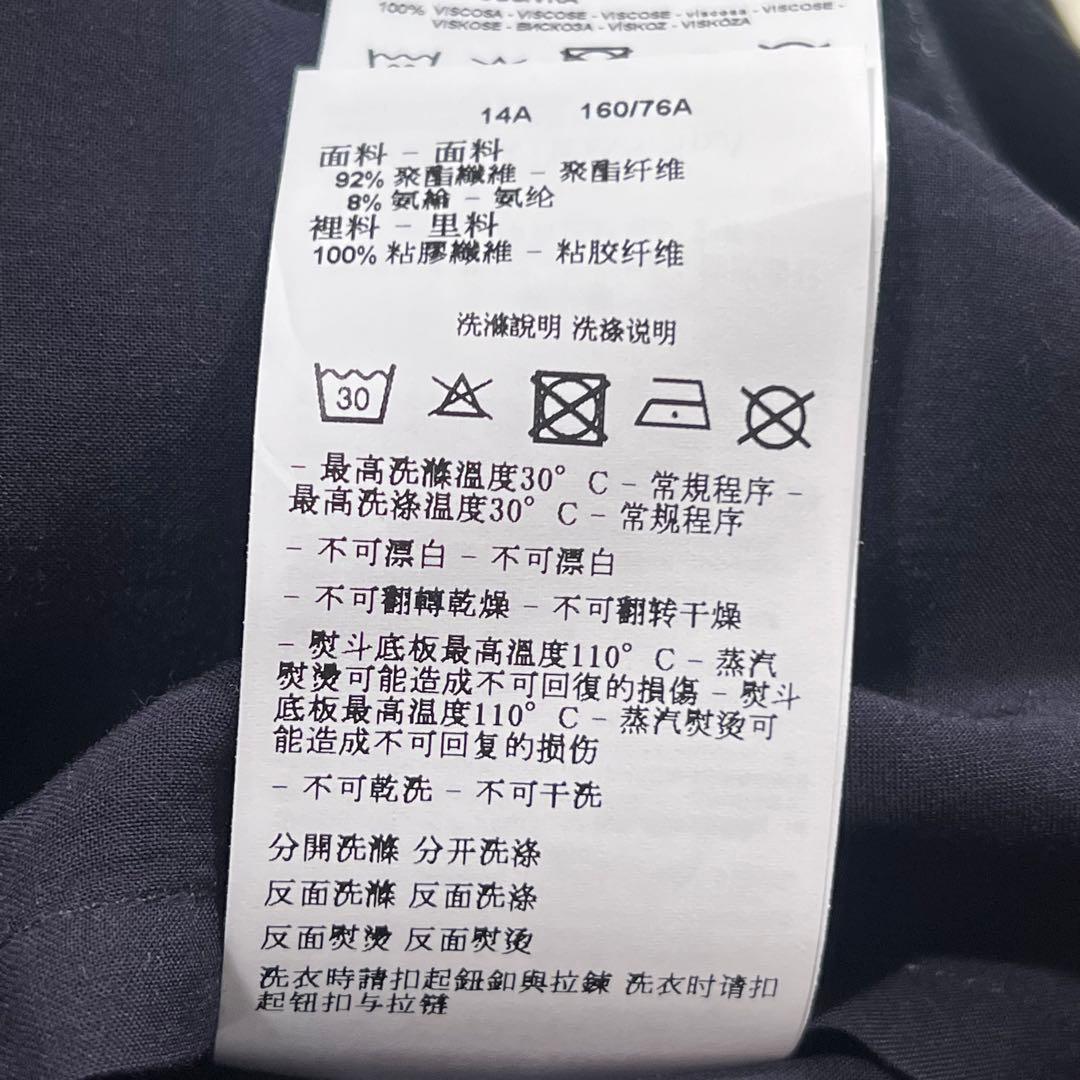 100% VISCOSA - VISCOSE - VISCOSE - viscosa - VISCOSE -
VISKOSE - ВИСКОЗА - VISKOZ - VISKÓZA
14A 160/76A
面料 - 面料
92% 聚酯纖維 - 聚酯纤维
8% 氨綸 - 氨纶
裡料 - 里料
100% 粘膠纖維 - 粘胶纤维
洗滌說明 洗涤说明
30
- 最高洗滌溫度30° C - 常規程序 -
最高洗涤温度30° C - 常规程序
- 不可漂白 - 不可漂白
- 不可翻轉乾燥 - 不可翻转干燥
- 熨斗底板最高溫度110° C - 蒸汽
熨燙可能造成不可回復的損傷 - 熨斗
底板最高温度110° C - 蒸汽熨烫可
能造成不可回复的损伤
- 不可乾洗 - 不可干洗
分開洗滌 分开洗涤
反面洗滌 反面洗涤
反面熨燙 反面熨烫
洗衣時請扣起鈕釦與拉鍊 洗衣时请扣
起钮扣与拉链